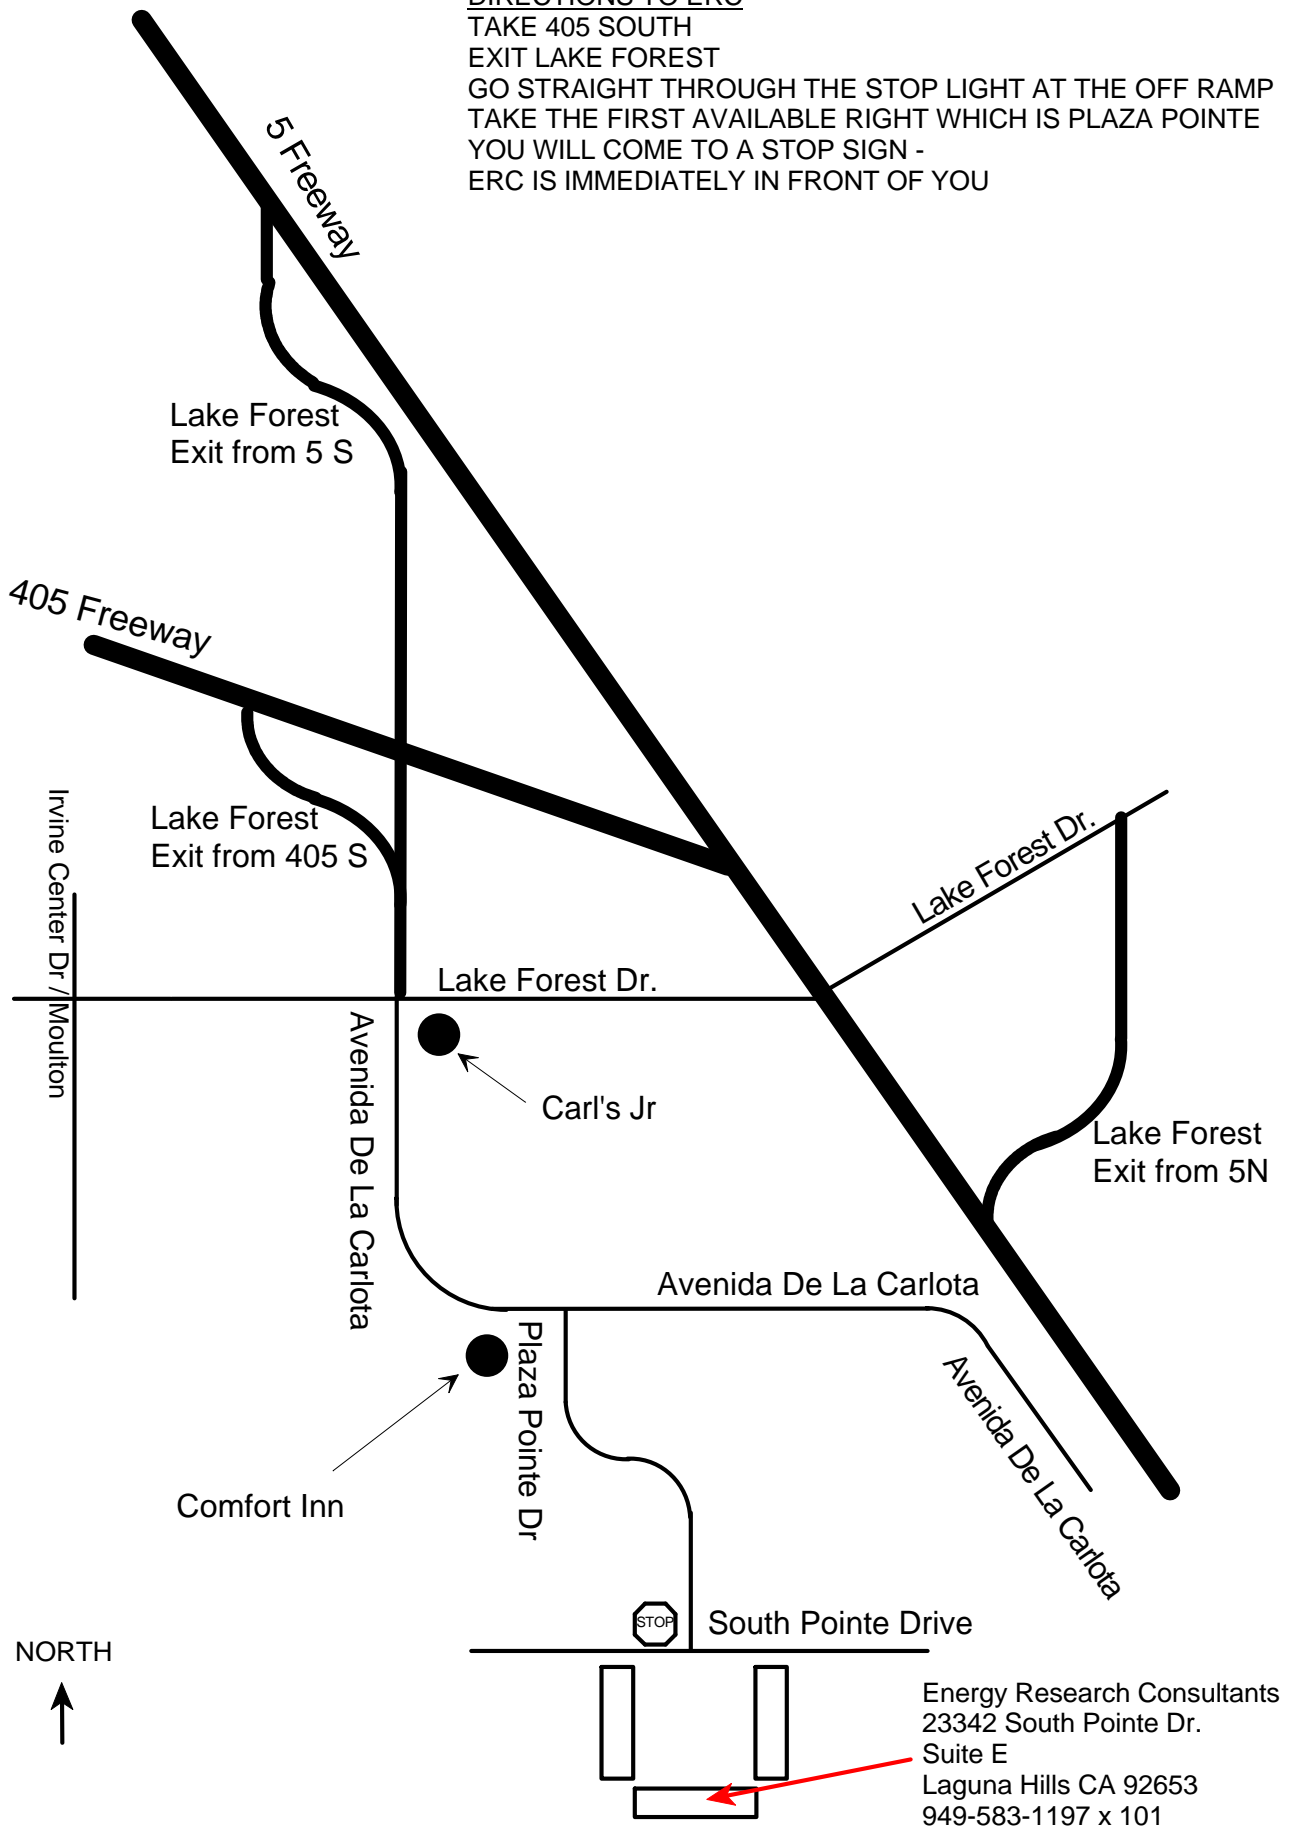 DIRECTIONS TO ERC
TAKE 405 SOUTH
EXIT LAKE FOREST
GO STRAIGHT THROUGH THE STOP LIGHT AT THE OFF RAMP
TAKE THE FIRST AVAILABLE RIGHT WHICH IS PLAZA POINTE
YOU WILL COME TO A STOP SIGN -
ERC IS IMMEDIATELY IN FRONT OF YOU
5 Freeway
Lake Forest
Exit from 5 S
405 Freeway
Lake Forest
Exit from 405 S
Irvine Center Dr / Moulton
Lake Forest Dr.
Lake Forest Dr.
Avenida De La Carlota
Carl's Jr
Lake Forest
Exit from 5N
Avenida De La Carlota
Plaza Pointe Dr
Avenida De La Carlota
Comfort Inn
STOP
South Pointe Drive
NORTH
Energy Research Consultants
23342 South Pointe Dr.
Suite E
Laguna Hills CA 92653
949-583-1197 x 101